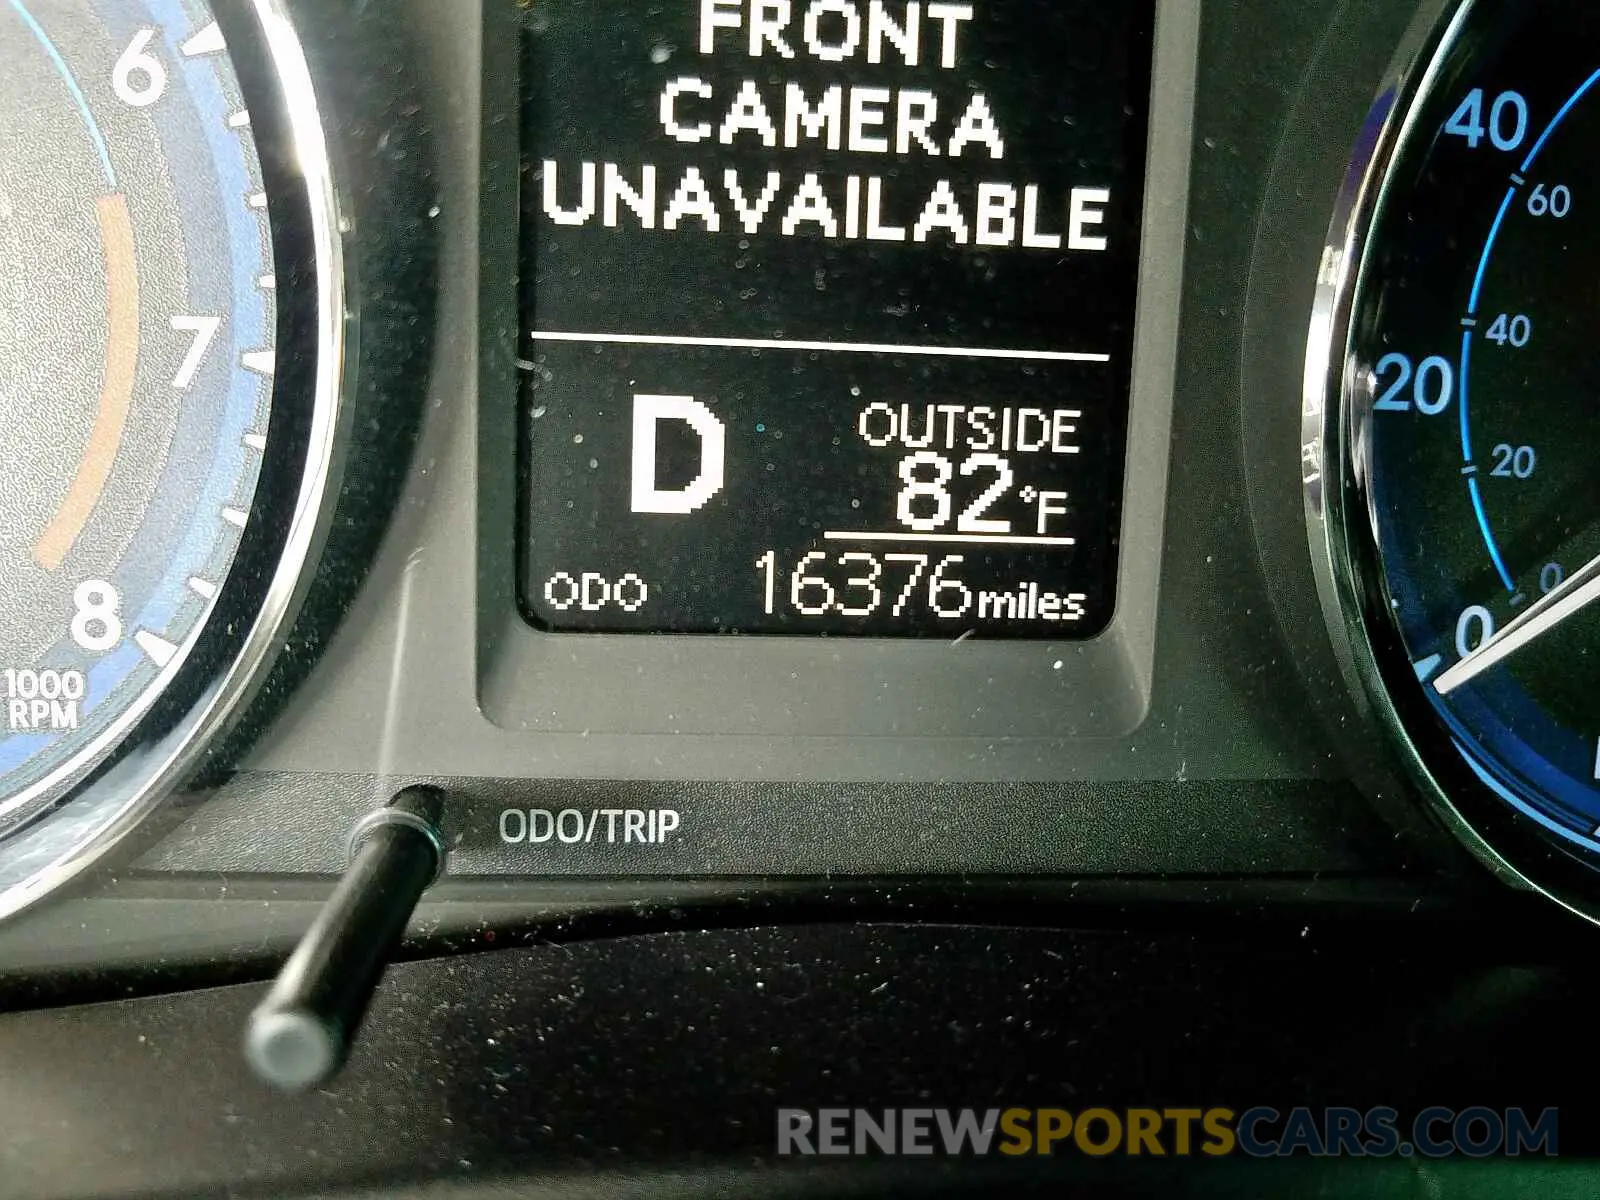 FRONT
CAMERA
UNAVAILABLE
D
OUTSIDE
82°F
ODO 16376 miles
6
7
8
1000
RPM
40
60
40
20
20
0
0
ODO/TRIP
RENEWSPORTSCARS.COM